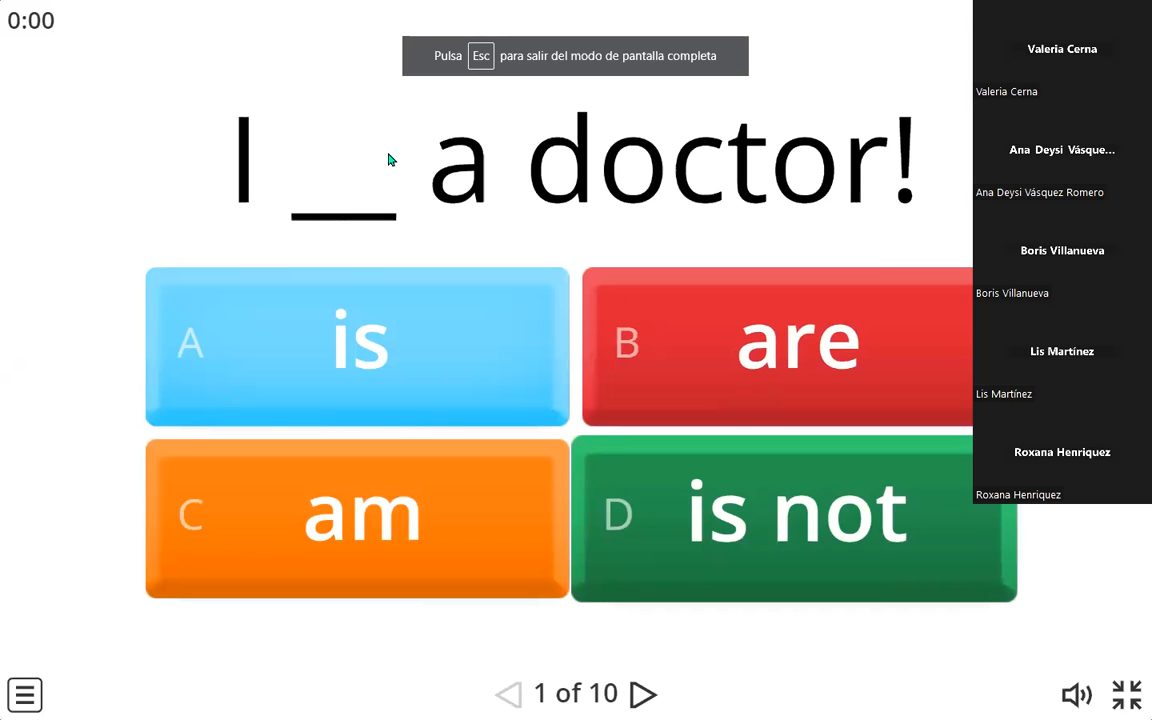 0:00
Pulsa Esc para salir del modo de pantalla completa
I __ a doctor!
A is
B are
C am
D is not
1 of 10
Valeria Cerna
Valeria Cerna
Ana Deysi Vásque...
Ana Deysi Vásquez Romero
Boris Villanueva
Boris Villanueva
Lis Martínez
Lis Martínez
Roxana Henriquez
Roxana Henriquez